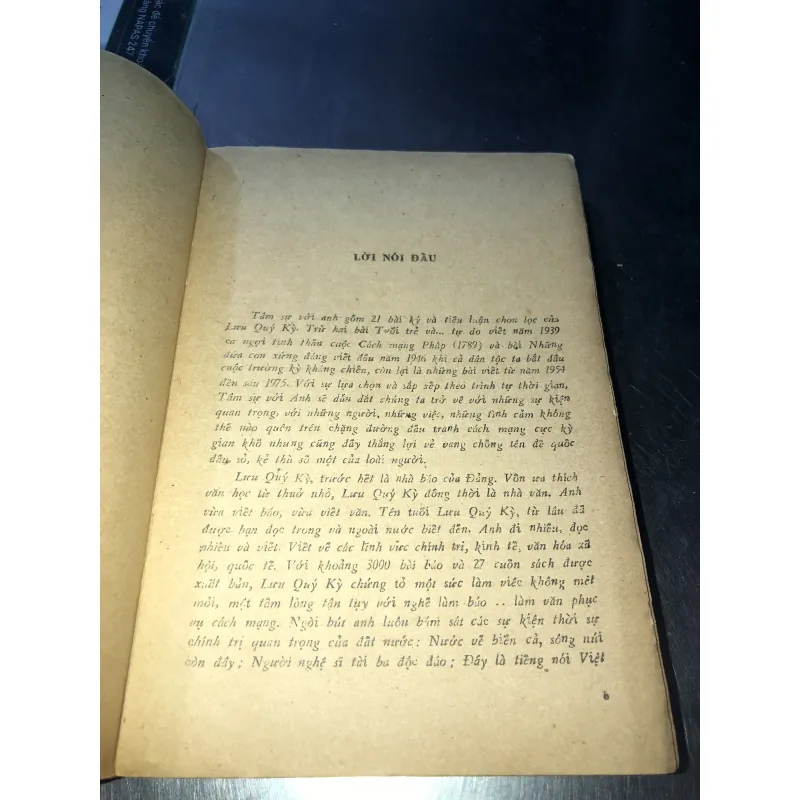 ác để chuyển khoả
àng NAPAS 247
LỜI NÓI ĐẦU
Tâm sự với anh gồm 21 bài ký và tiểu luận chọn lọc của
Lưu Quý Kỳ. Trừ hai bài Tuổi trẻ và... tự do viết năm 1939
ca ngợi tinh thần cuộc Cách mạng Pháp (1789) và bài Những
đứa con xứng đáng viết đầu năm 1946 khi cả dân tộc ta bắt đầu
cuộc trường kỳ kháng chiến, còn lại là những bài viết từ năm 1954
đến sau 1975. Với sự lựa chọn và sắp xếp theo trình tự thời gian,
Tâm sự với Anh sẽ dẫn dắt chúng ta trở về với những sự kiện
quan trọng, với những người, những việc, những tình cảm không
thể nào quên trên chặng đường đấu tranh cách mạng cực kỳ
gian khổ nhưng cũng đầy thắng lợi vẻ vang chống tên đế quốc
đầu sỏ, kẻ thù số một của loài người.
Lưu Quý Kỳ, trước hết là nhà báo của Đảng. Vốn ưa thích
văn học từ thuở nhỏ, Lưu Quý Kỳ đồng thời là nhà văn. Anh
vừa viết báo, vừa viết văn. Tên tuổi Lưu Quý Kỳ, từ lâu đã
được bạn đọc trong và ngoài nước biết đến. Anh đi nhiều, đọc
nhiều và viết. Viết về các lĩnh vực chính trị, kinh tế, văn hóa xã
hội, quốc tế. Với khoảng 3000 bài báo và 27 cuốn sách được
xuất bản, Lưu Quý Kỳ chứng tỏ một sức làm việc không mệt
mỏi, một tấm lòng tận tụy với nghề làm báo .. làm văn phục
vụ cách mạng. Ngòi bút anh luôn bám sát các sự kiện thời sự
chính trị quan trọng của đất nước: Nước về biển cả, sông núi
còn đây; Người nghệ sĩ tài ba độc đáo; Đây là tiếng nói Việt